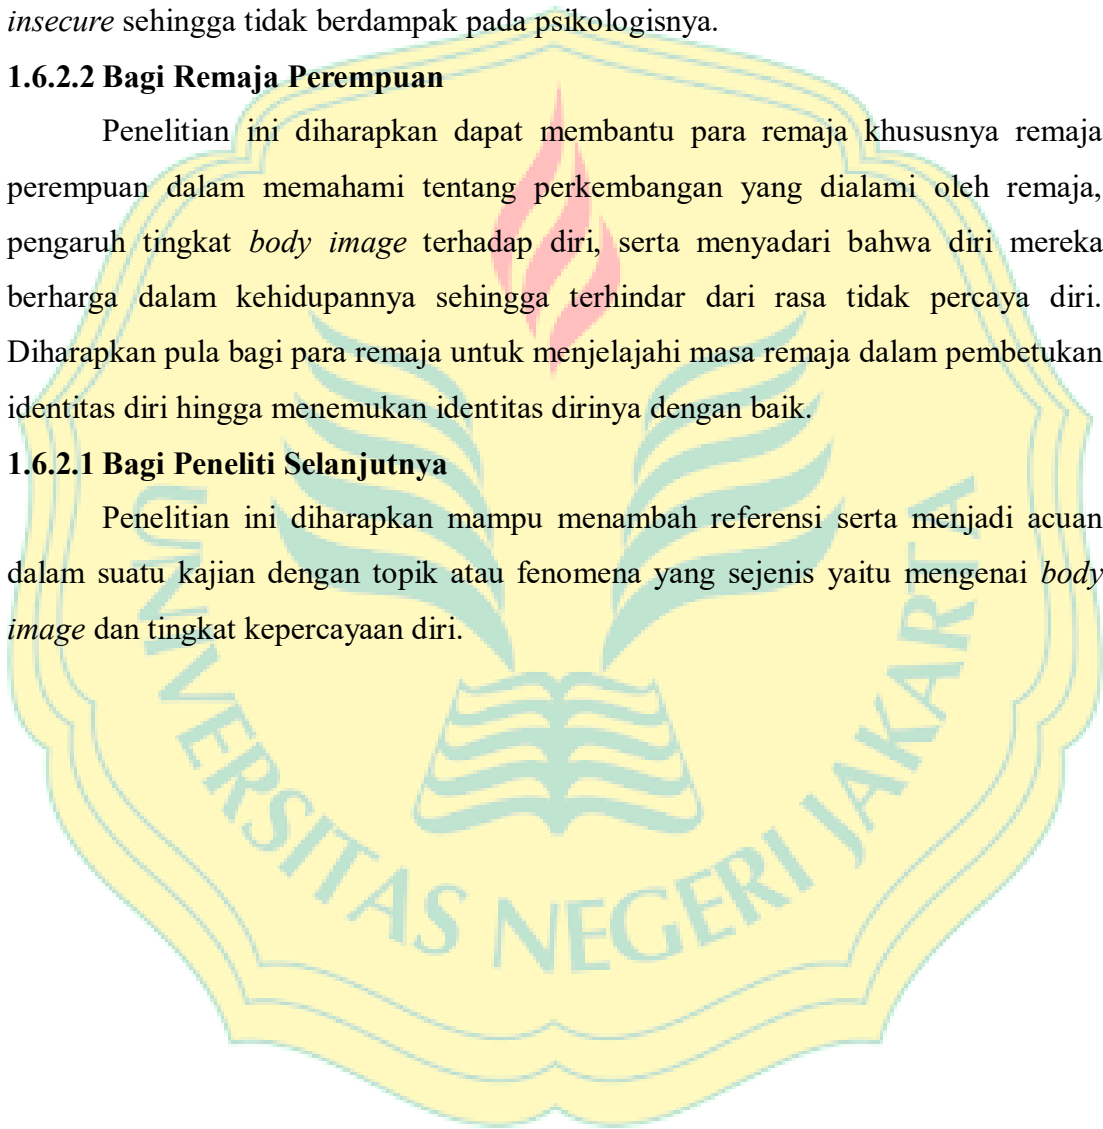 insecure sehingga tidak berdampak pada psikologisnya.
1.6.2.2 Bagi Remaja Perempuan
Penelitian ini diharapkan dapat membantu para remaja khususnya remaja
perempuan dalam memahami tentang perkembangan yang dialami oleh remaja,
pengaruh tingkat body image terhadap diri, serta menyadari bahwa diri mereka
berharga dalam kehidupannya sehingga terhindar dari rasa tidak percaya diri.
Diharapkan pula bagi para remaja untuk menjelajahi masa remaja dalam pembetukan
identitas diri hingga menemukan identitas dirinya dengan baik.
1.6.2.1 Bagi Peneliti Selanjutnya
Penelitian ini diharapkan mampu menambah referensi serta menjadi acuan
dalam suatu kajian dengan topik atau fenomena yang sejenis yaitu mengenai body
image dan tingkat kepercayaan diri.
UNIVERSITAS NEGERI JAKARTA